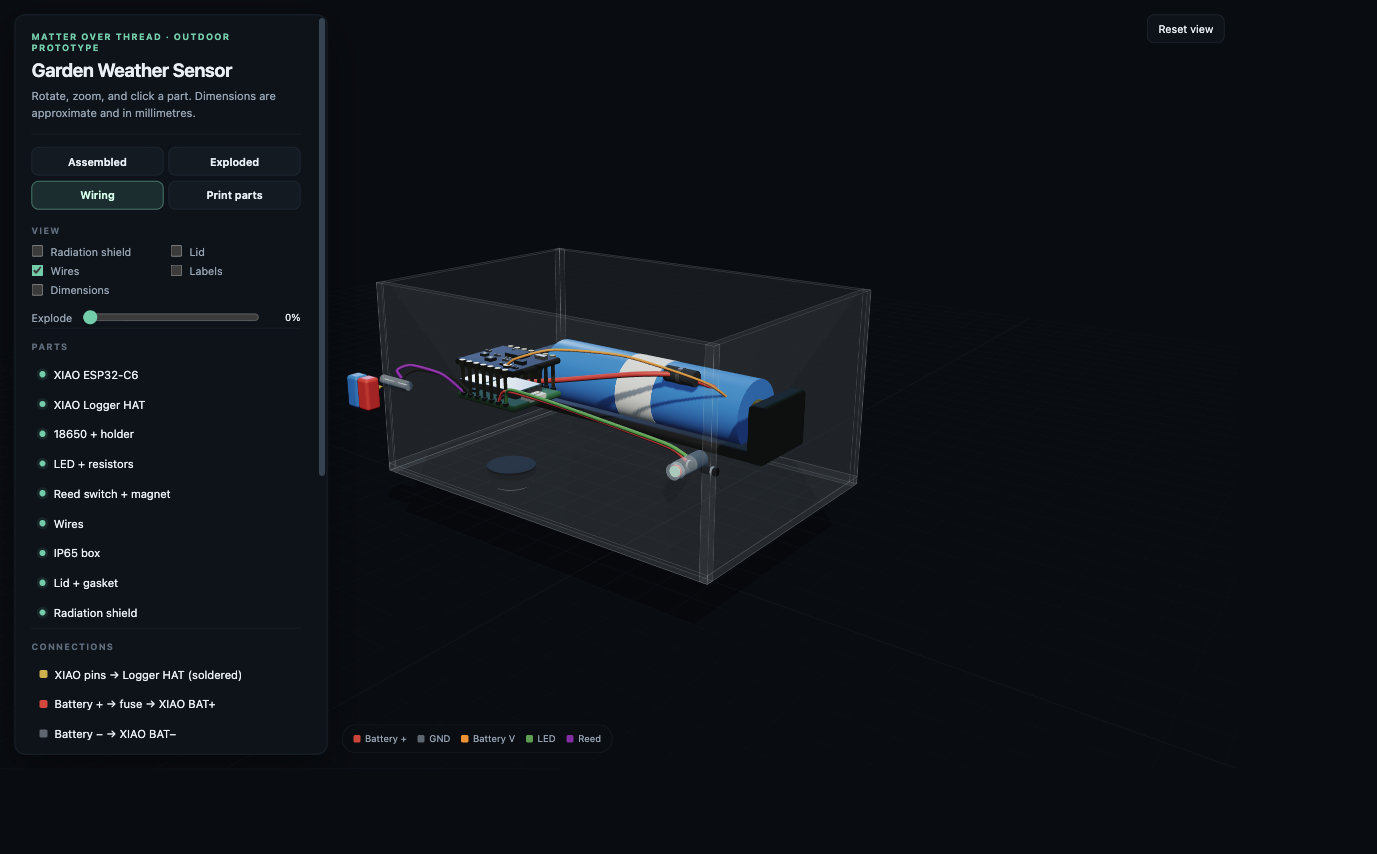 MATTER OVER THREAD · OUTDOOR
PROTOTYPE
Garden Weather Sensor
Rotate, zoom, and click a part. Dimensions are
approximate and in millimetres.
Assembled
Exploded
Wiring
Print parts
VIEW
Radiation shield
Lid
Wires
Labels
Dimensions
Explode
0%
PARTS
XIAO ESP32-C6
XIAO Logger HAT
18650 + holder
LED + resistors
Reed switch + magnet
Wires
IP65 box
Lid + gasket
Radiation shield
CONNECTIONS
XIAO pins → Logger HAT (soldered)
Battery + → fuse → XIAO BAT+
Battery − → XIAO BAT−
Reset view
Battery +
GND
Battery V
LED
Reed